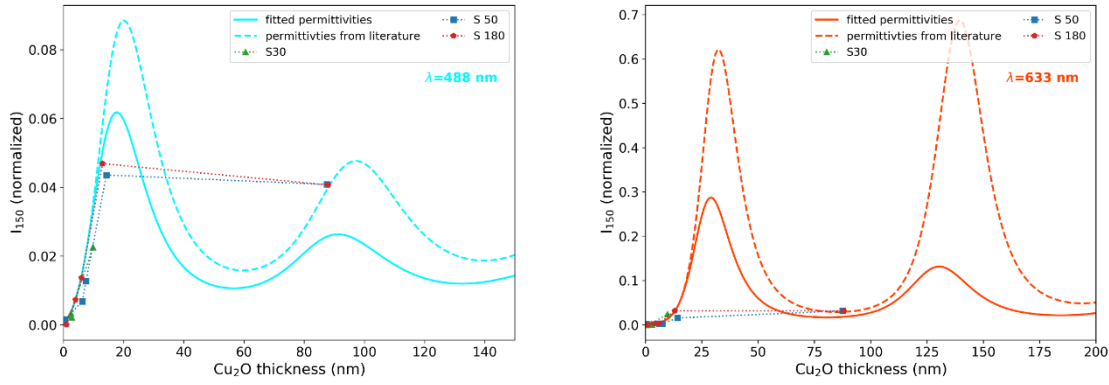 fitted permittivities
permittivties from literature
S30
S 50
S 180
λ=488 nm
I₁₅₀ (normalized)
0.08
0.06
0.04
0.02
0.00
0 20 40 60 80 100 120 140
Cu₂O thickness (nm)
fitted permittivities
permittivties from literature
S30
S 50
S 180
λ=633 nm
I₁₅₀ (normalized)
0.7
0.6
0.5
0.4
0.3
0.2
0.1
0.0
0 25 50 75 100 125 150 175 200
Cu₂O thickness (nm)